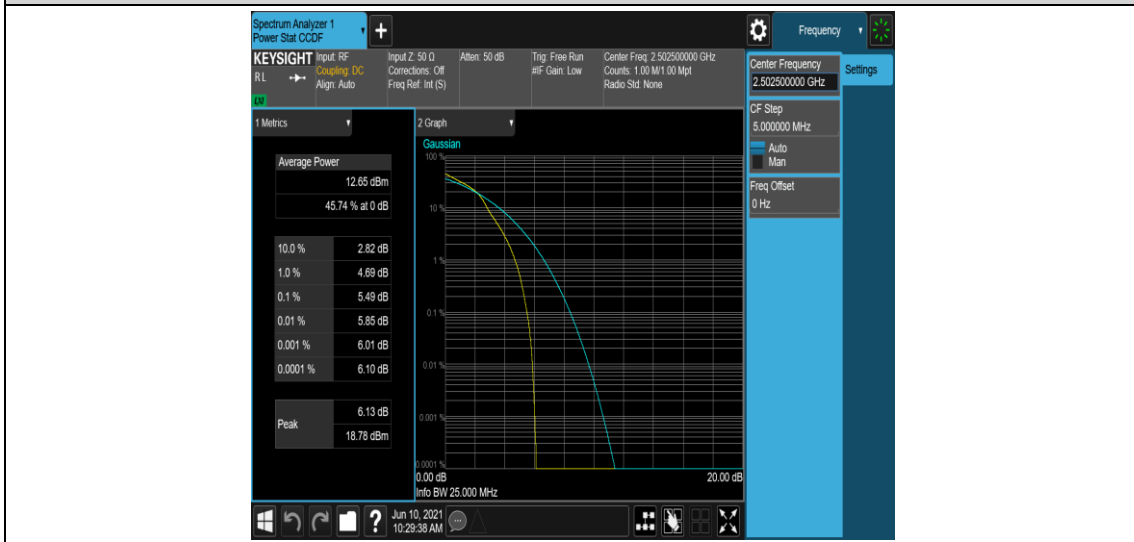 Spectrum Analyzer 1
Power Stat CCDF
+
Frequency
KEYSIGHT
RL
LXI
Input: RF
Coupling: DC
Align: Auto
Input Z: 50 Ω
Corrections: Off
Freq Ref: Int (S)
Atten: 50 dB
Trig: Free Run
#IF Gain: Low
Center Freq: 2.502500000 GHz
Counts: 1.00 M/1.00 Mpt
Radio Std: None
Center Frequency
2.502500000 GHz
Settings
CF Step
5.000000 MHz
Auto
Man
Freq Offset
0 Hz
1 Metrics
Average Power
12.65 dBm
45.74 % at 0 dB
10.0 % 2.82 dB
1.0 % 4.69 dB
0.1 % 5.49 dB
0.01 % 5.85 dB
0.001 % 6.01 dB
0.0001 % 6.10 dB
Peak
6.13 dB
18.78 dBm
2 Graph
Gaussian
100 %
10 %
1 %
0.1 %
0.01 %
0.001 %
0.0001 %
0.00 dB 20.00 dB
Info BW 25.000 MHz
?
Jun 10, 2021
10:29:38 AM